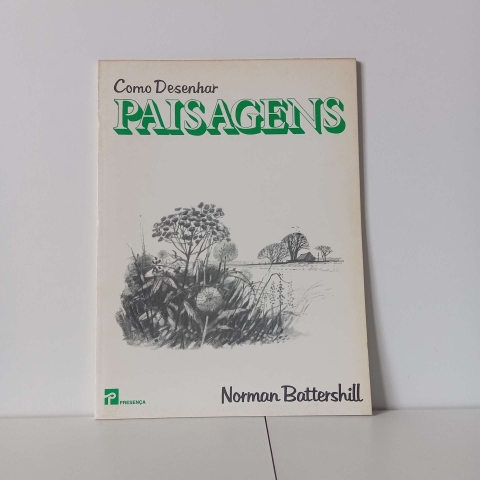 Como Desenhar
PAISAGENS
Norman Battershill
PRESENÇA